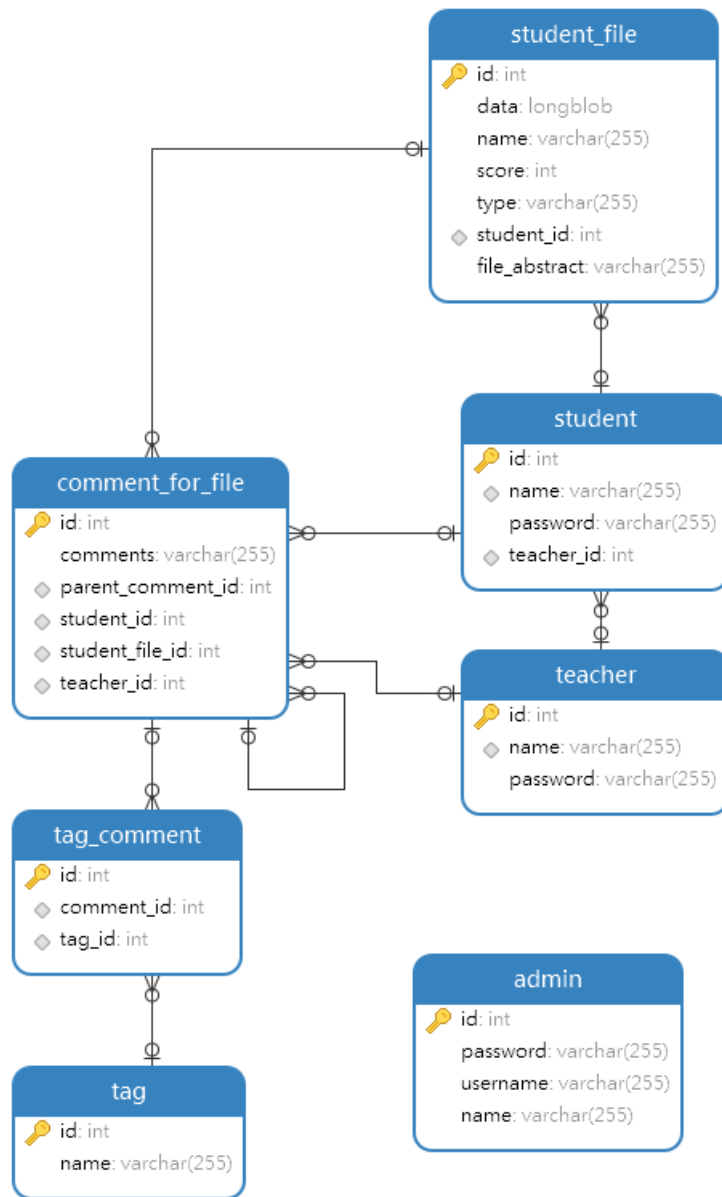 student_file
id: int
data: longblob
name: varchar(255)
score: int
type: varchar(255)
student_id: int
file_abstract: varchar(255)
student
id: int
name: varchar(255)
password: varchar(255)
teacher_id: int
comment_for_file
id: int
comments: varchar(255)
parent_comment_id: int
student_id: int
student_file_id: int
teacher_id: int
teacher
id: int
name: varchar(255)
password: varchar(255)
tag_comment
id: int
comment_id: int
tag_id: int
admin
id: int
password: varchar(255)
username: varchar(255)
name: varchar(255)
tag
id: int
name: varchar(255)